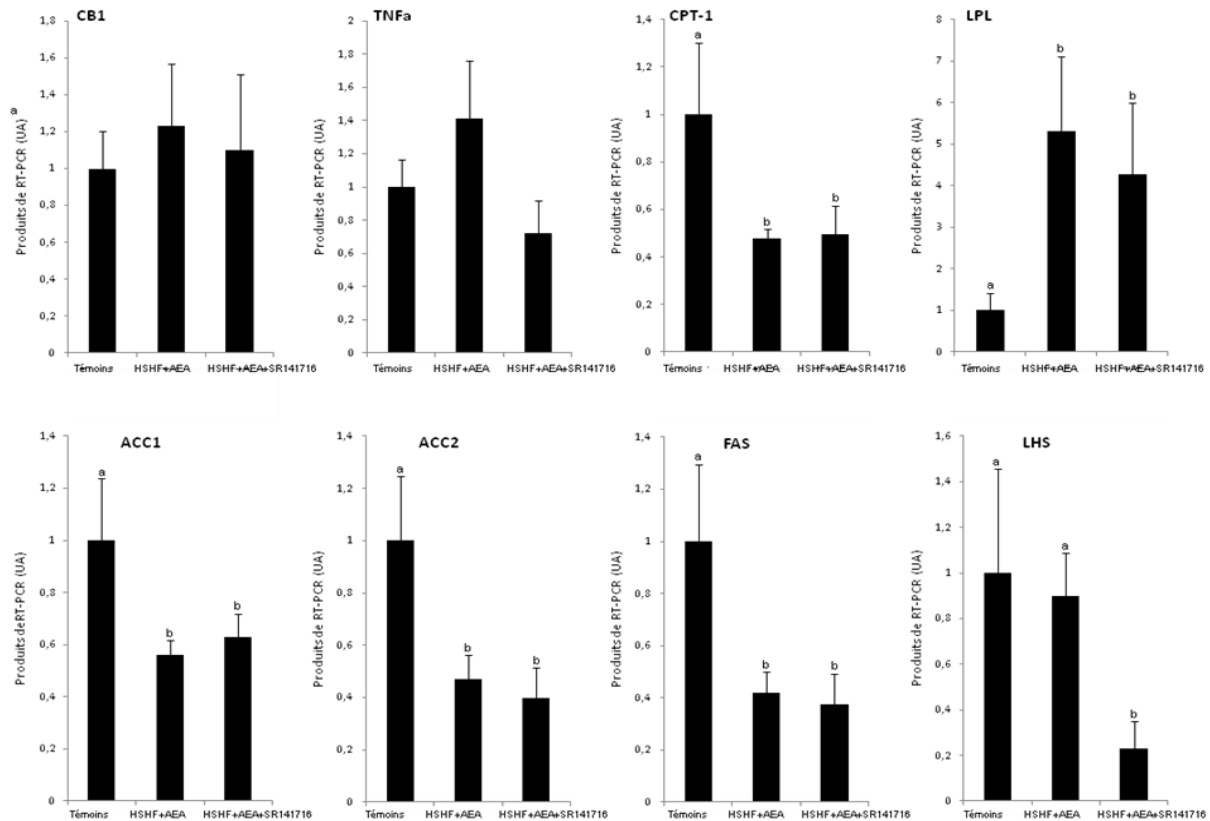 CB1
1,8
1,6
1,4
1,2
1
0,8
0,6
0,4
0,2
0
Produits de RT-PCR (UA)
a
Témoins HSHF+AEA HSHF+AEA+SR141716
TNFa
2
1,8
1,6
1,4
1,2
1
0,8
0,6
0,4
0,2
0
Produits de RT-PCR (UA)
Témoins HSHF+AEA HSHF+AEA+SR141716
CPT-1
1,4
1,2
1
0,8
0,6
0,4
0,2
0
Produits de RT-PCR (UA)
a
b
b
Témoins HSHF+AEA HSHF+AEA+SR141716
LPL
8
7
6
5
4
3
2
1
0
Produits de RT-PCR (UA)
a
b
b
Témoins HSHF+AEA HSHF+AEA+SR141716
ACC1
1,4
1,2
1
0,8
0,6
0,4
0,2
0
Produits de RT-PCR (UA)
a
b
b
Témoins HSHF+AEA HSHF+AEA+SR141716
ACC2
1,4
1,2
1
0,8
0,6
0,4
0,2
0
Produits de RT-PCR (UA)
a
b
b
Témoins HSHF+AEA HSHF+AEA+SR141716
FAS
1,4
1,2
1
0,8
0,6
0,4
0,2
0
Produits de RT-PCR (UA)
a
b
b
Témoins HSHF+AEA HSHF+AEA+SR141716
LHS
1,6
1,4
1,2
1
0,8
0,6
0,4
0,2
0
Produits de RT-PCR (UA)
a
a
b
Témoins HSHF+AEA HSHF+AEA+SR141716